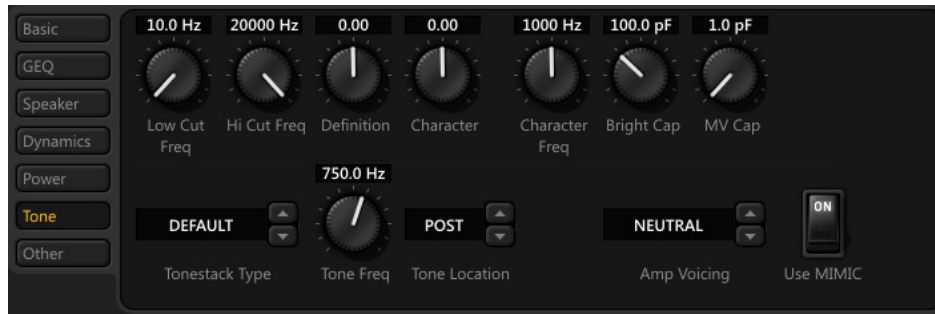 Basic
GEQ
Speaker
Dynamics
Power
Tone
Other
10.0 Hz 20000 Hz 0.00 0.00 1000 Hz 100.0 pF 1.0 pF
Low Cut Hi Cut Freq Definition Character Character Bright Cap MV Cap
Freq Freq
750.0 Hz
DEFAULT POST NEUTRAL ON
Tonestack Type Tone Freq Tone Location Amp Voicing Use MIMIC